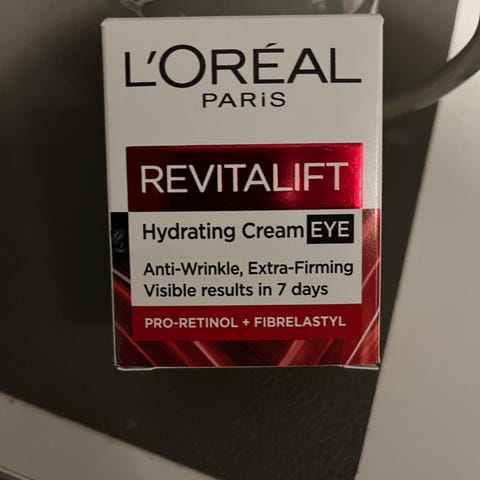 L'ORÉAL
PARiS
REVITALIFT
Hydrating Cream EYE
Anti-Wrinkle, Extra-Firming
Visible results in 7 days
PRO-RETINOL + FIBRELASTYL